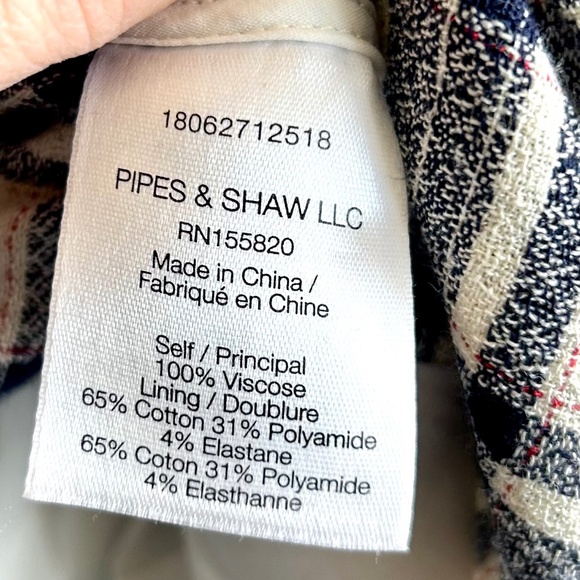 18062712518
PIPES & SHAW LLC
RN155820
Made in China /
Fabriqué en Chine
Self / Principal
100% Viscose
Lining / Doublure
65% Cotton 31% Polyamide
4% Elastane
65% Coton 31% Polyamide
4% Elasthanne